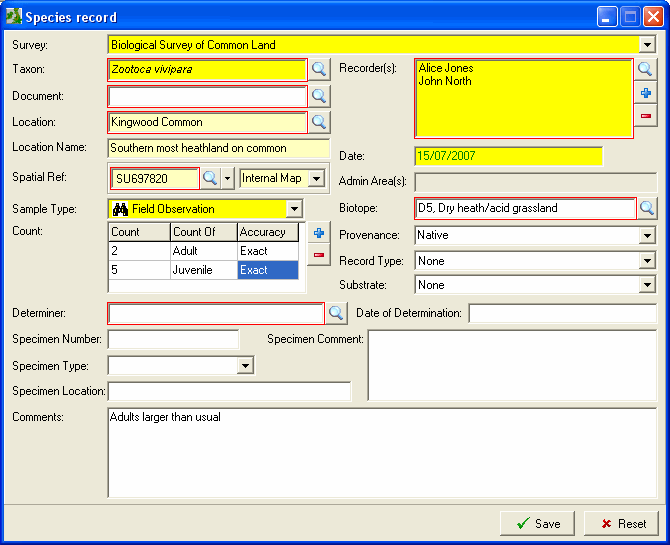 Species record
Survey: Biological Survey of Common Land
Taxon: Zootoca vivipara
Recorder(s): Alice Jones
John North
Document:
Location: Kingwood Common
Location Name: Southern most heathland on common
Date: 15/07/2007
Spatial Ref: SU697820 Internal Map
Admin Area(s):
Sample Type: Field Observation
Biotope: D5, Dry heath/acid grassland
Count:
Count Count Of Accuracy
2 Adult Exact
5 Juvenile Exact
Provenance: Native
Record Type: None
Substrate: None
Determiner:
Date of Determination:
Specimen Number:
Specimen Comment:
Specimen Type:
Specimen Location:
Comments: Adults larger than usual
Save Reset